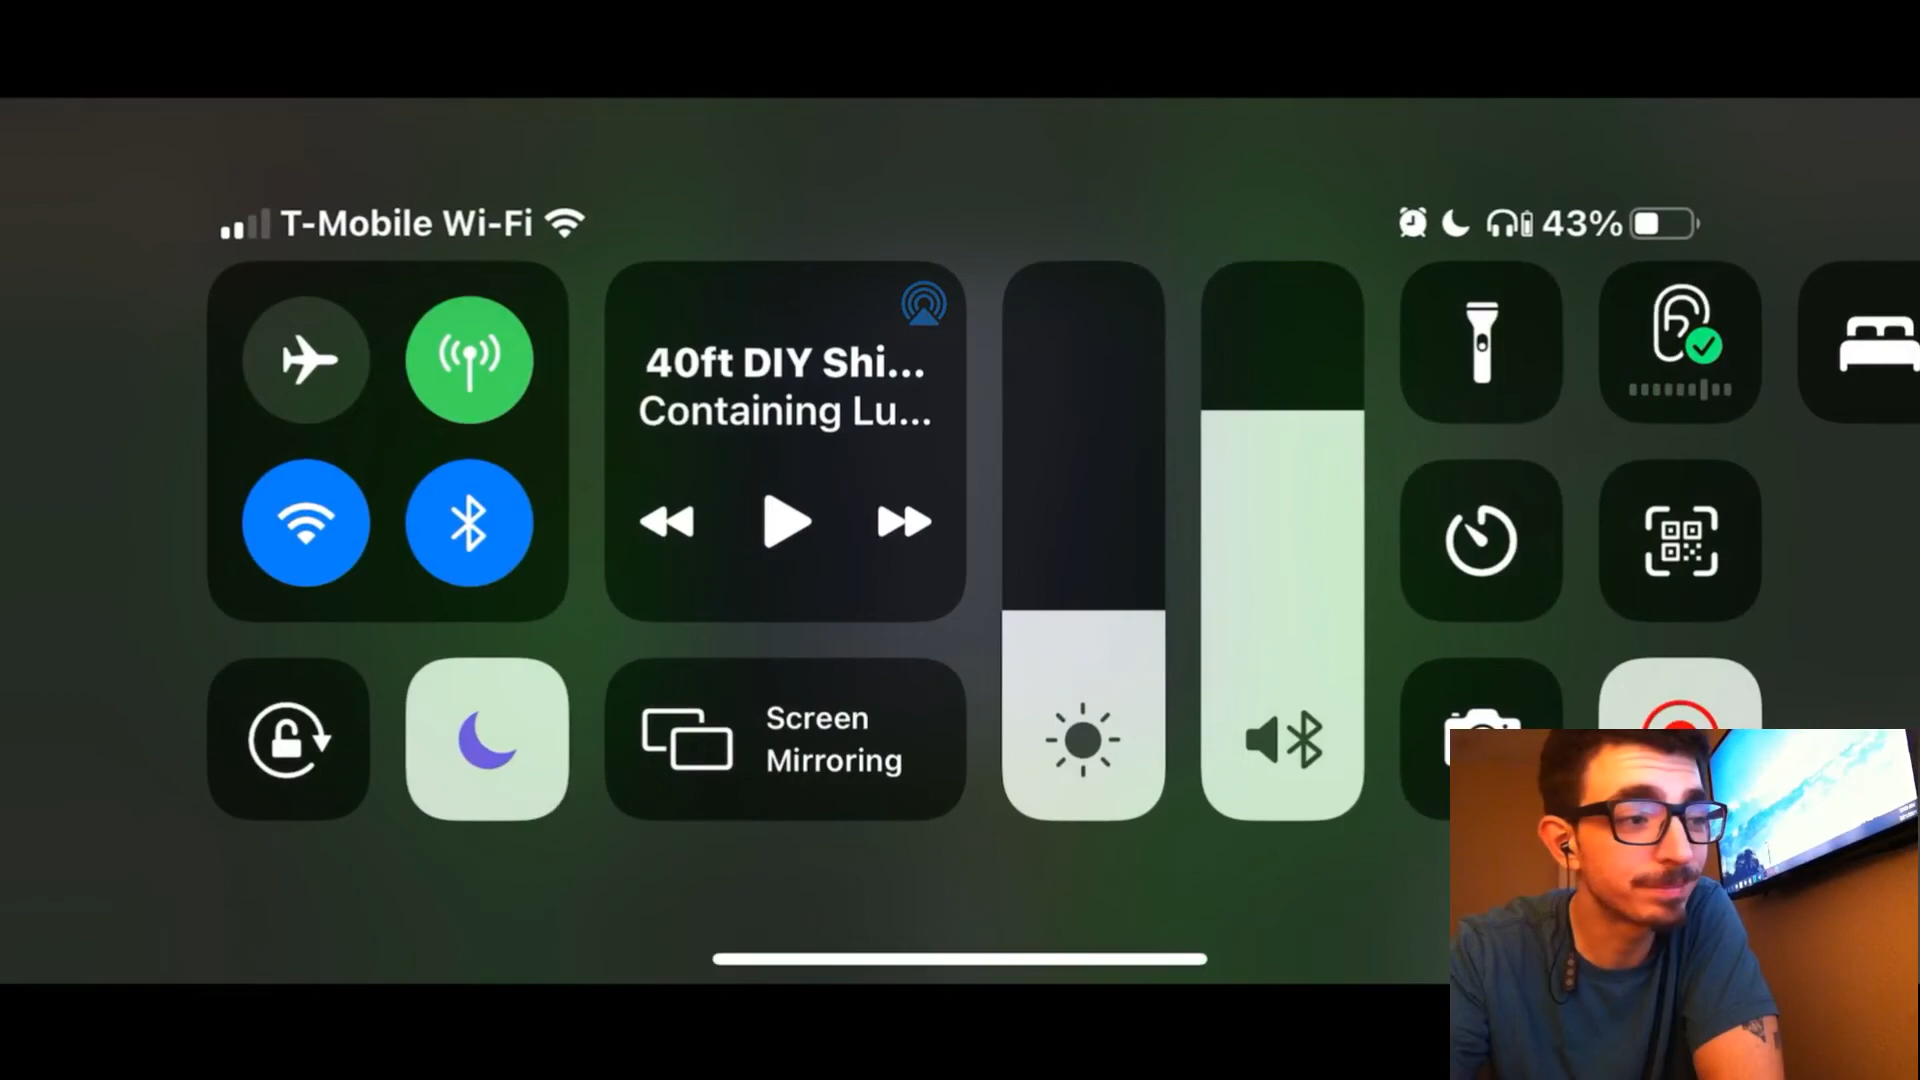 T-Mobile Wi-Fi
43%
40ft DIY Shi...
Containing Lu...
Screen
Mirroring